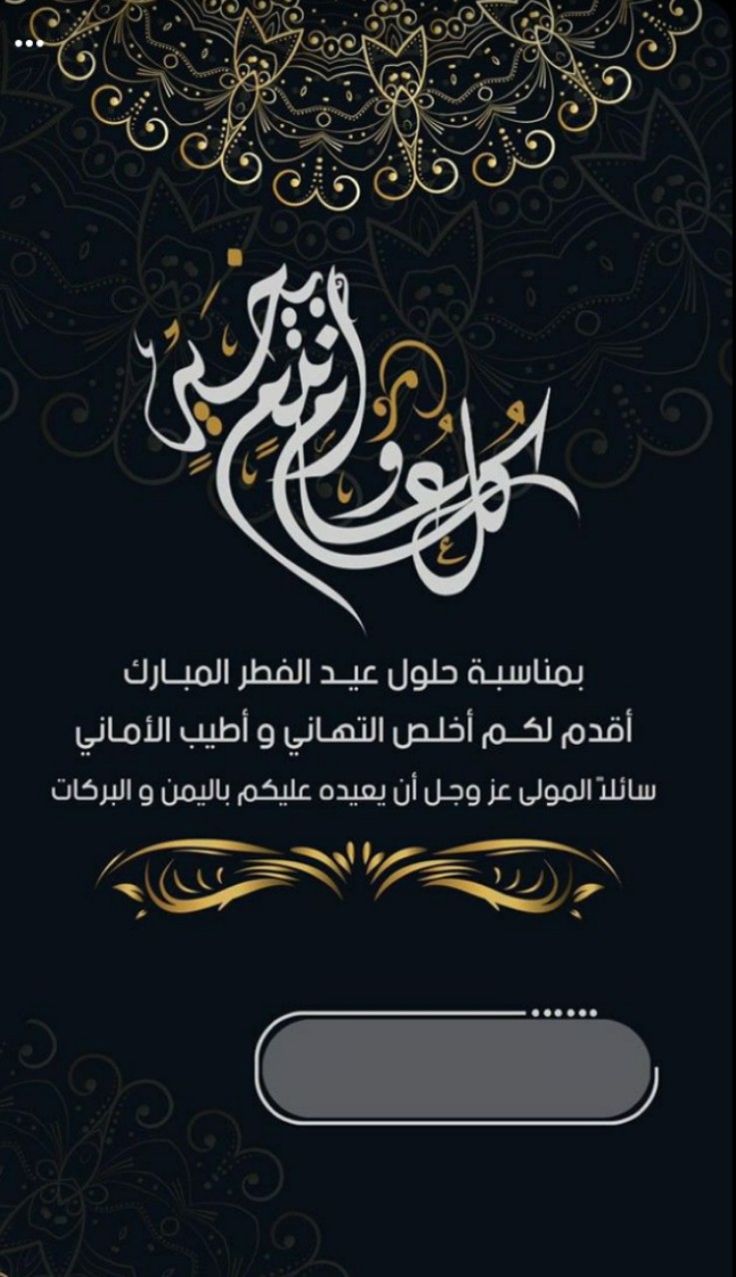 كل عام وانتم بخير
بمناسبة حلول عيد الفطر المبارك
أقدم لكم أخلص التهاني و أطيب الأماني
سائلاً المولى عز وجل أن يعيده عليكم باليمن و البركات